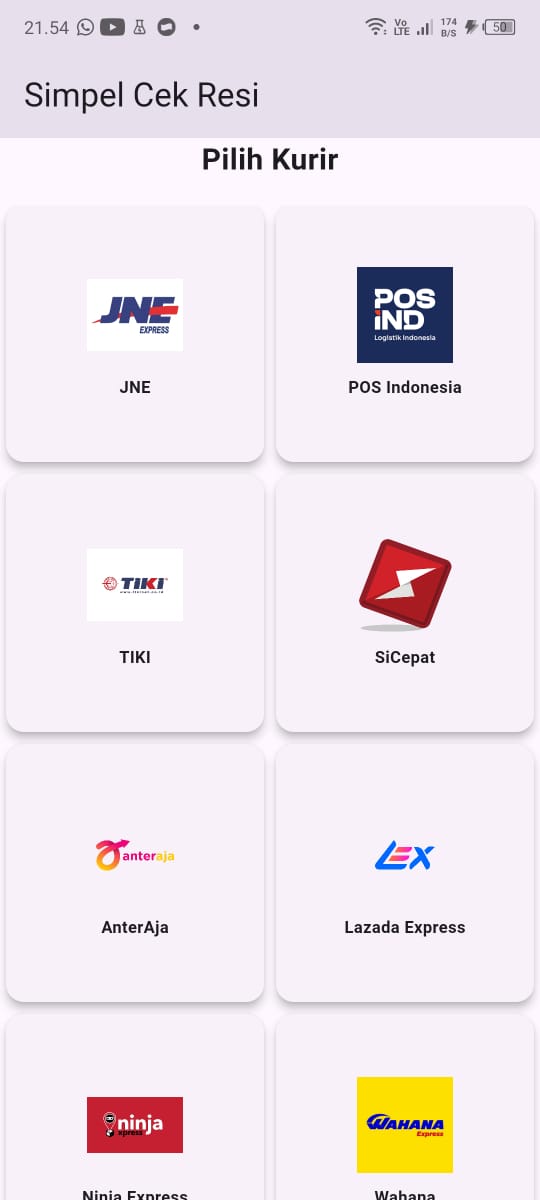 21.54
Vo
LTE
174
B/S
50
Simpel Cek Resi
Pilih Kurir
JNE
EXPRESS
JNE
POS
IND
Logistik Indonesia
POS Indonesia
TIKI
TIKI
SiCepat
anteraja
AnterAja
LEX
Lazada Express
ninja
xpress
Ninja Express
WAHANA
Express
Wahana